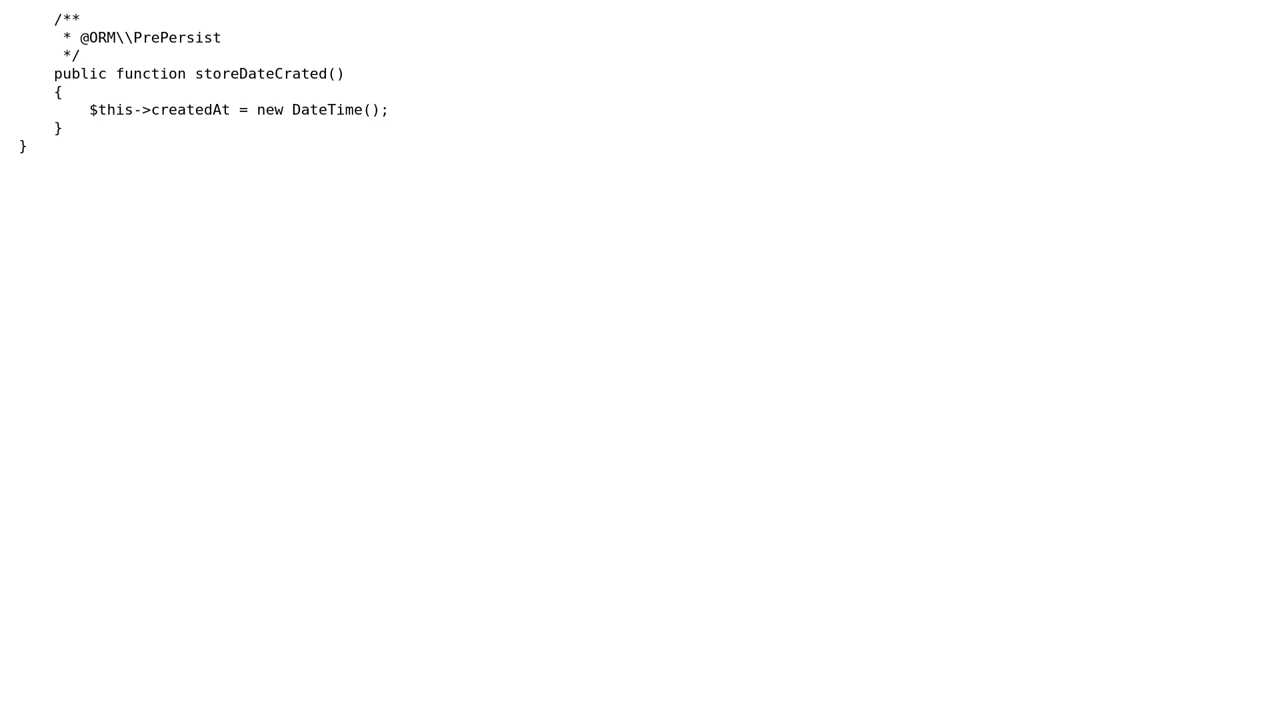 /**
     * @ORM\\PrePersist
     */
    public function storeDateCrated()
    {
        $this->createdAt = new DateTime();
    }
}